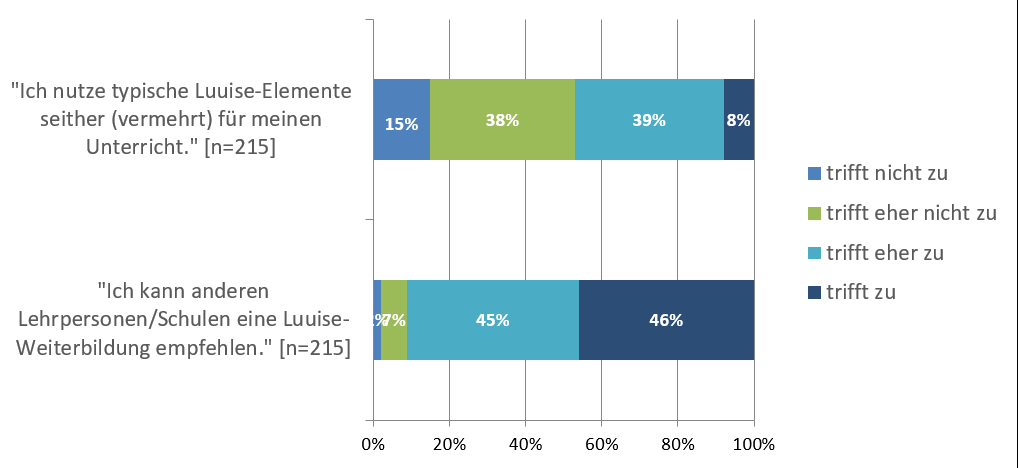 "Ich nutze typische Luuise-Elemente
seither (vermehrt) für meinen
Unterricht." [n=215]
15%
38%
39%
8%
"Ich kann anderen
Lehrpersonen/Schulen eine Luuise-
Weiterbildung empfehlen." [n=215]
2%
7%
45%
46%
0%
20%
40%
60%
80%
100%
trifft nicht zu
trifft eher nicht zu
trifft eher zu
trifft zu